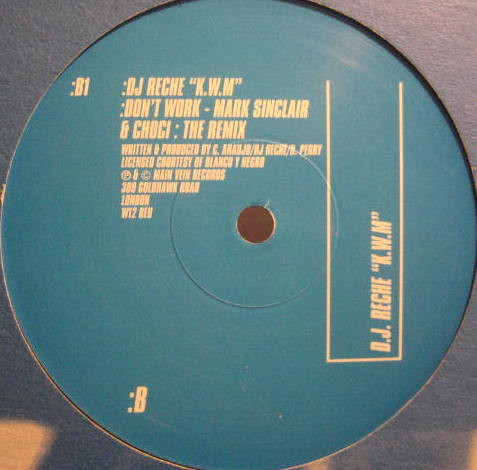 :B1 :DJ RECHE "K.W.M"
:DON'T WORK - MARK SINCLAIR
& CHOCI : THE REMIX
WRITTEN & PRODUCED BY C. ARAUJO/DJ RECHE/R. PERRY
LICENSED COURTESY OF BLANCO Y NEGRO
℗ & © MAIN VEIN RECORDS
309 GOLDHAWK ROAD
LONDON
W12 8EU
D.J. RECHE "K.W.M"
:B